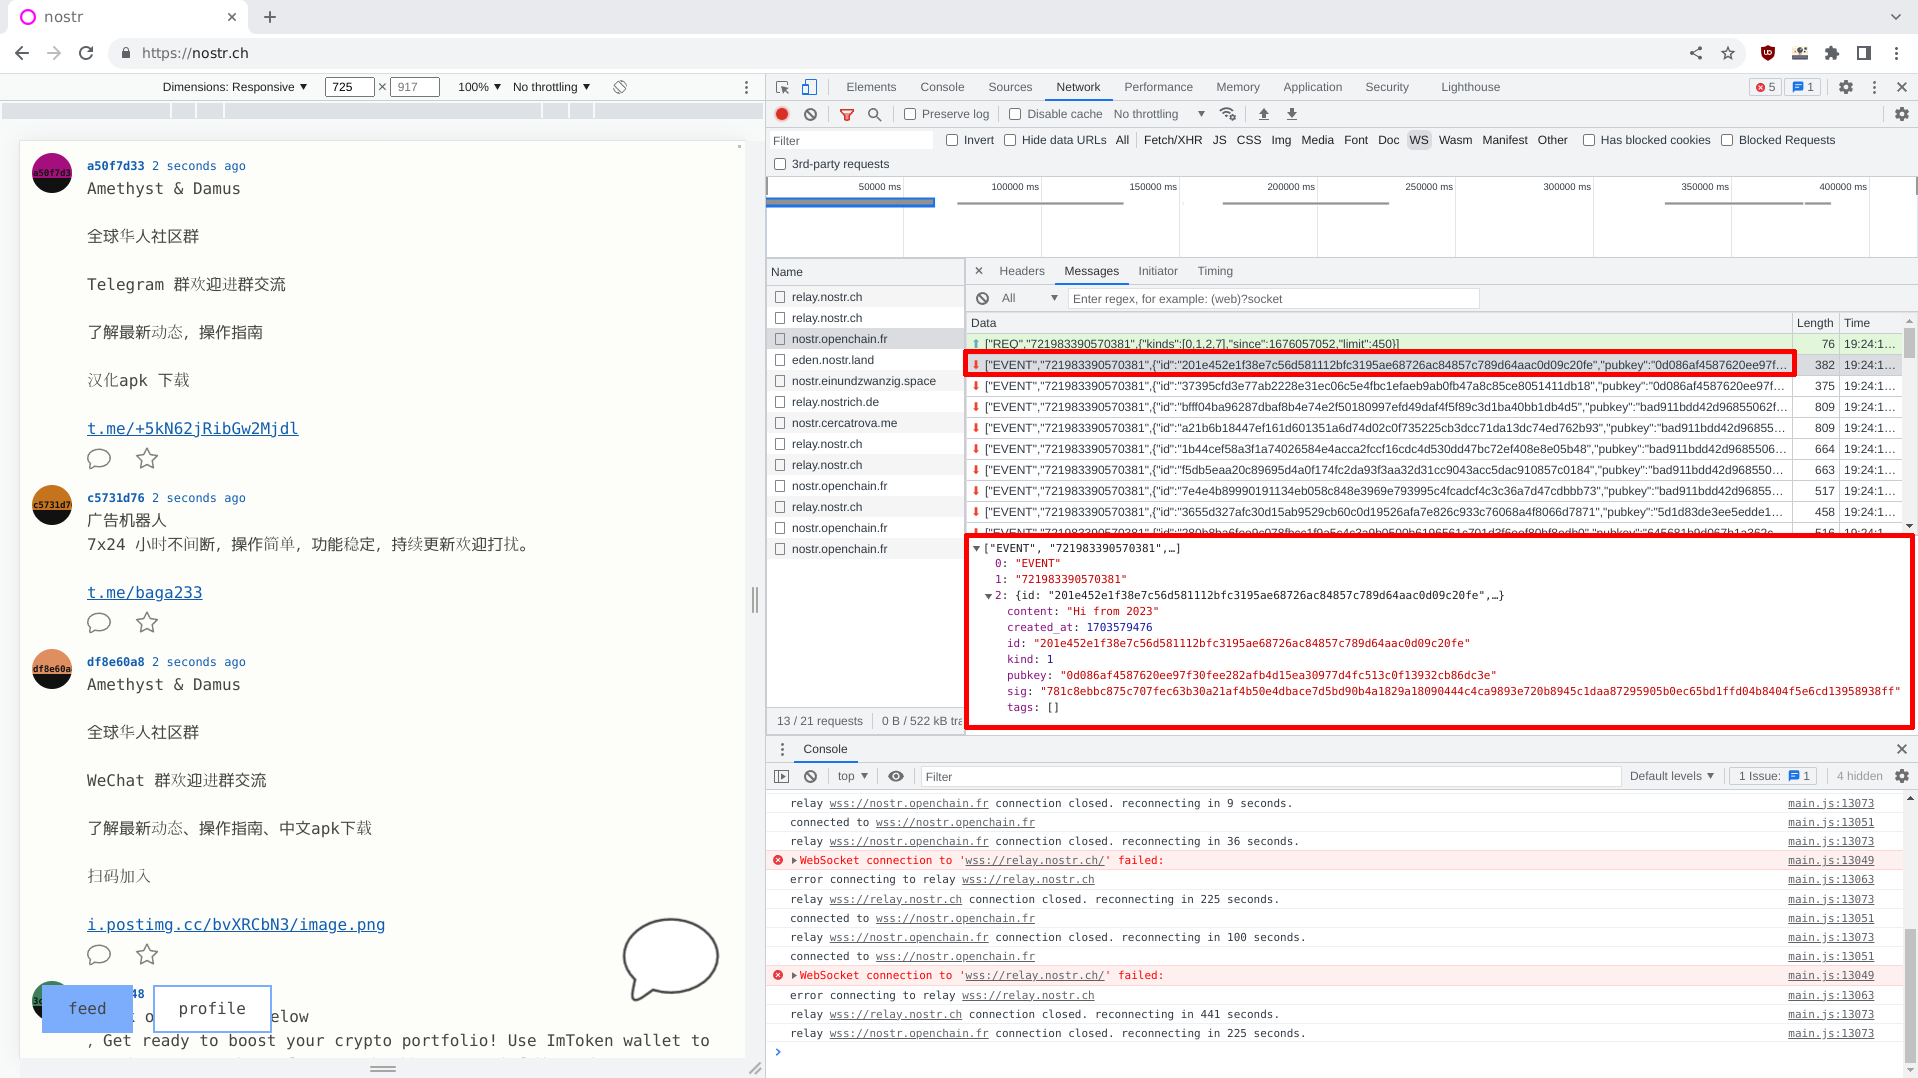 nostr
https://nostr.ch
Dimensions: Responsive 725 × 917 100% No throttling
a50f7d33 2 seconds ago
Amethyst & Damus
全球华人社区群
Telegram 群欢迎进群交流
了解最新动态，操作指南
汉化apk 下载
t.me/+5kN62jRibGw2Mjdl
c5731d76 2 seconds ago
广告机器人
7x24 小时不间断，操作简单，功能稳定，持续更新欢迎打扰。
t.me/baga233
df8e60a8 2 seconds ago
Amethyst & Damus
全球华人社区群
WeChat 群欢迎进群交流
了解最新动态、操作指南、中文apk下载
扫码加入
i.postimg.cc/bvXRCbN3/image.png
48
feed profile elow
, Get ready to boost your crypto portfolio! Use ImToken wallet to
Elements Console Sources Network Performance Memory Application Security Lighthouse 5 1
Preserve log Disable cache No throttling
Filter Invert Hide data URLs All Fetch/XHR JS CSS Img Media Font Doc WS Wasm Manifest Other Has blocked cookies Blocked Requests
3rd-party requests
50000 ms 100000 ms 150000 ms 200000 ms 250000 ms 300000 ms 350000 ms 400000 ms
Name
relay.nostr.ch
relay.nostr.ch
nostr.openchain.fr
eden.nostr.land
nostr.einundzwanzig.space
relay.nostrich.de
nostr.cercatrova.me
relay.nostr.ch
relay.nostr.ch
nostr.openchain.fr
relay.nostr.ch
nostr.openchain.fr
nostr.openchain.fr
13 / 21 requests 0 B / 522 kB tra
Headers Messages Initiator Timing
All Enter regex, for example: (web)?socket
Data Length Time
["REQ","721983390570381",{"kinds":[0,1,2,7],"since":1676057052,"limit":450}] 76 19:24:1…
["EVENT","721983390570381",{"id":"201e452e1f38e7c56d581112bfc3195ae68726ac84857c789d64aac0d09c20fe","pubkey":"0d086af4587620ee97f… 382 19:24:1…
["EVENT","721983390570381",{"id":"37395cfd3e77ab2228e31ec06c5e4fbc1efaeb9ab0fb47a8c85ce8051411db18","pubkey":"0d086af4587620ee97f… 375 19:24:1…
["EVENT","721983390570381",{"id":"bfff04ba96287dbaf8b4e74e2f50180997efd49daf4f5f89c3d1ba40bb1db4d5","pubkey":"bad911bdd42d96855062f… 809 19:24:1…
["EVENT","721983390570381",{"id":"a21b6b18447ef161d601351a6d74d02c0f735225cb3dcc71da13dc74ed762b93","pubkey":"bad911bdd42d96855… 809 19:24:1…
["EVENT","721983390570381",{"id":"1b44cef58a3f1a74026584e4acca2fccf16cdc4d530dd47bc72ef408e8e05b48","pubkey":"bad911bdd42d9685506… 664 19:24:1…
["EVENT","721983390570381",{"id":"f5db5eaa20c89695d4a0f174fc2da93f3aa32d31cc9043acc5dac910857c0184","pubkey":"bad911bdd42d968550… 663 19:24:1…
["EVENT","721983390570381",{"id":"7e4e4b89990191134eb058c848e3969e793995c4fcadcf4c3c36a7d47cdbbb73","pubkey":"bad911bdd42d96855… 517 19:24:1…
["EVENT","721983390570381",{"id":"3655d327afc30d15ab9529cb60c0d19526afa7e826c933c76068a4f8066d7871","pubkey":"5d1d83de3ee5edde1… 458 19:24:1…
["EVENT", "721983390570381",…]
0: "EVENT"
1: "721983390570381"
2: {id: "201e452e1f38e7c56d581112bfc3195ae68726ac84857c789d64aac0d09c20fe",…}
content: "Hi from 2023"
created_at: 1703579476
id: "201e452e1f38e7c56d581112bfc3195ae68726ac84857c789d64aac0d09c20fe"
kind: 1
pubkey: "0d086af4587620ee97f30fee282afb4d15ea30977d4fc513c0f13932cb86dc3e"
sig: "781c8ebbc875c707fec63b30a21af4b50e4dbace7d5bd90b4a1829a18090444c4ca9893e720b8945c1daa87295905b0ec65bd1ffd04b8404f5e6cd13958938ff"
tags: []
Console
top Filter Default levels 1 Issue: 1 4 hidden
relay wss://nostr.openchain.fr connection closed. reconnecting in 9 seconds. main.js:13073
connected to wss://nostr.openchain.fr main.js:13051
relay wss://nostr.openchain.fr connection closed. reconnecting in 36 seconds. main.js:13073
WebSocket connection to 'wss://relay.nostr.ch/' failed: main.js:13049
error connecting to relay wss://relay.nostr.ch main.js:13063
relay wss://relay.nostr.ch connection closed. reconnecting in 225 seconds. main.js:13073
connected to wss://nostr.openchain.fr main.js:13051
relay wss://nostr.openchain.fr connection closed. reconnecting in 100 seconds. main.js:13073
connected to wss://nostr.openchain.fr main.js:13051
WebSocket connection to 'wss://relay.nostr.ch/' failed: main.js:13049
error connecting to relay wss://relay.nostr.ch main.js:13063
relay wss://relay.nostr.ch connection closed. reconnecting in 441 seconds. main.js:13073
relay wss://nostr.openchain.fr connection closed. reconnecting in 225 seconds. main.js:13073